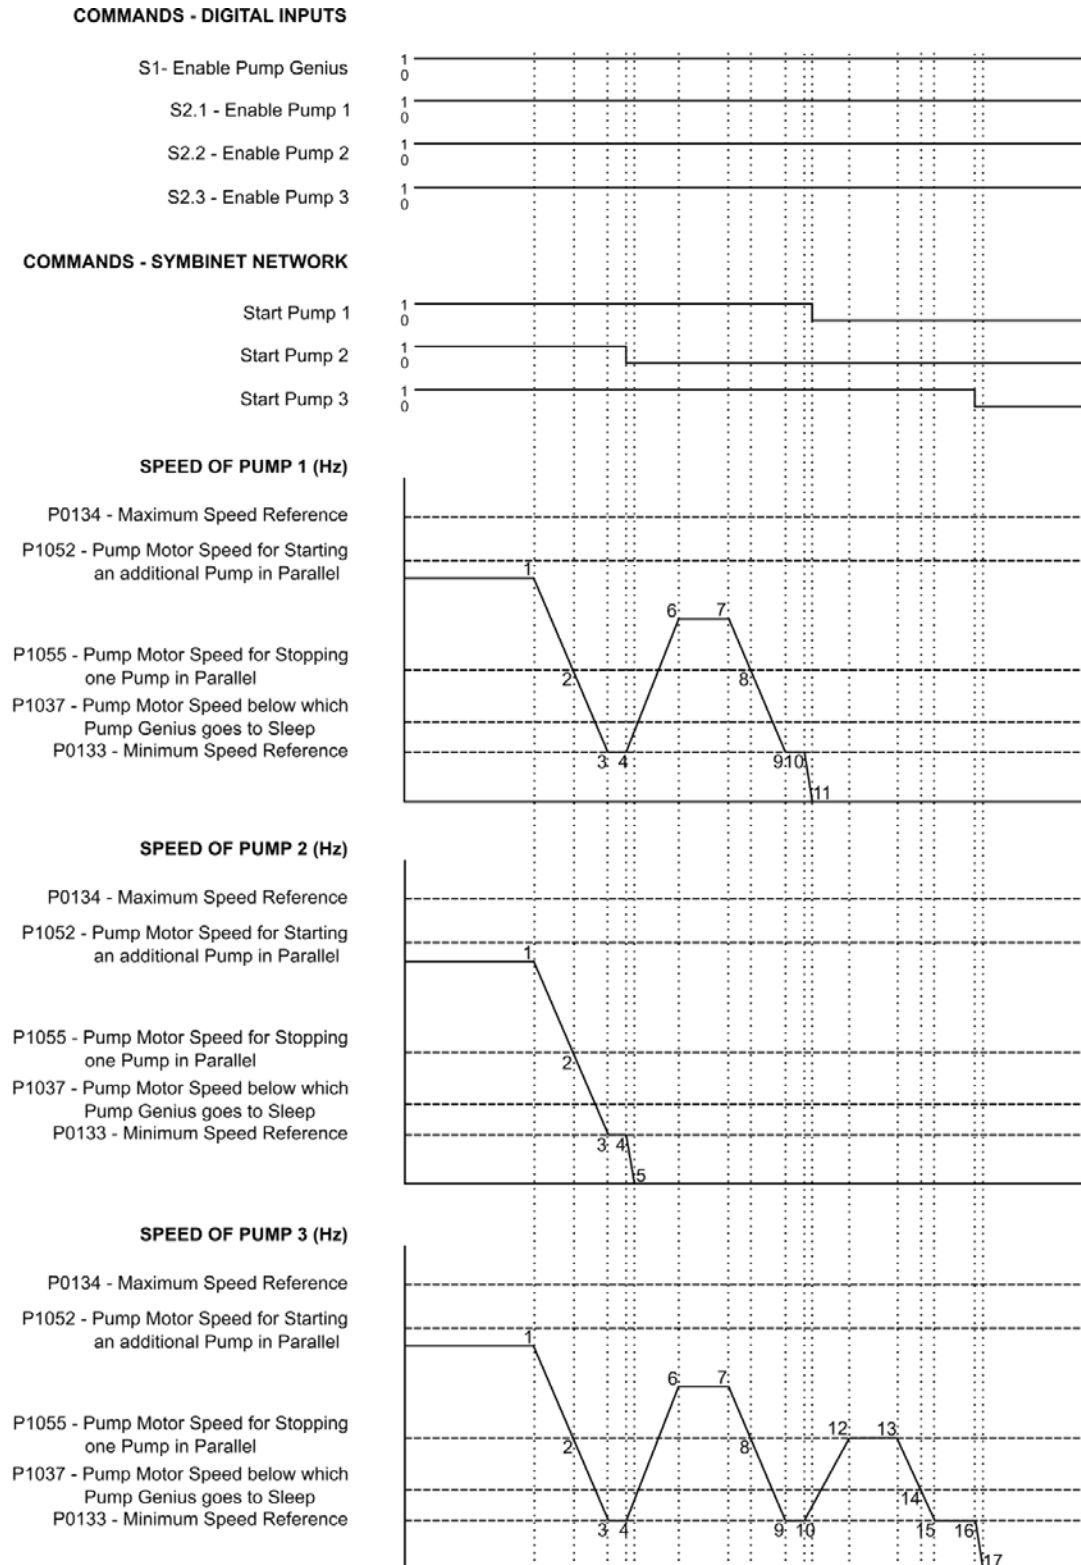 COMMANDS - DIGITAL INPUTS
S1- Enable Pump Genius 1
0
S2.1 - Enable Pump 1 1
0
S2.2 - Enable Pump 2 1
0
S2.3 - Enable Pump 3 1
0
COMMANDS - SYMBINET NETWORK
Start Pump 1 1
0
Start Pump 2 1
0
Start Pump 3 1
0
SPEED OF PUMP 1 (Hz)
P0134 - Maximum Speed Reference
P1052 - Pump Motor Speed for Starting
an additional Pump in Parallel
1
6 7
P1055 - Pump Motor Speed for Stopping
one Pump in Parallel
2 8
P1037 - Pump Motor Speed below which
Pump Genius goes to Sleep
P0133 - Minimum Speed Reference
3 4 9 10
11
SPEED OF PUMP 2 (Hz)
P0134 - Maximum Speed Reference
P1052 - Pump Motor Speed for Starting
an additional Pump in Parallel
1
P1055 - Pump Motor Speed for Stopping
one Pump in Parallel
2
P1037 - Pump Motor Speed below which
Pump Genius goes to Sleep
P0133 - Minimum Speed Reference
3 4
5
SPEED OF PUMP 3 (Hz)
P0134 - Maximum Speed Reference
P1052 - Pump Motor Speed for Starting
an additional Pump in Parallel
1
6 7
P1055 - Pump Motor Speed for Stopping
one Pump in Parallel
12 13
2 8
P1037 - Pump Motor Speed below which
Pump Genius goes to Sleep
14
P0133 - Minimum Speed Reference
3 4 9 10 15 16
17